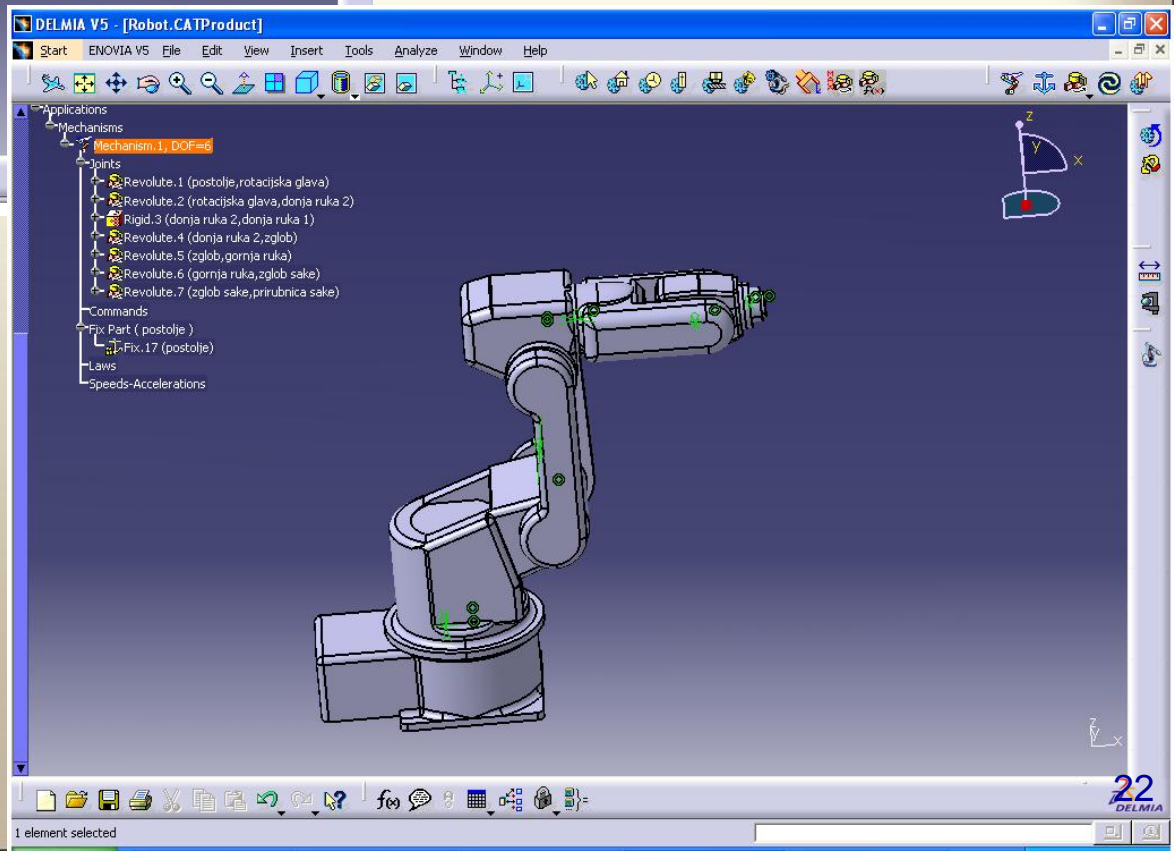 DELMIA V5 - [Robot.CATProduct]
Start ENOVIA V5 File Edit View Insert Tools Analyze Window Help
Applications
Mechanisms
Mechanism.1, DOF=6
Joints
Revolute.1 (postolje,rotacijska glava)
Revolute.2 (rotacijska glava,donja ruka 2)
Rigid.3 (donja ruka 2,donja ruka 1)
Revolute.4 (donja ruka 2,zglob)
Revolute.5 (zglob,gornja ruka)
Revolute.6 (gornja ruka,zglob sake)
Revolute.7 (zglob sake,prirubnica sake)
Commands
Fix Part ( postolje )
Fix.17 (postolje)
Laws
Speeds-Accelerations
z
y
x
z
y
x
f(x)
22
DELMIA
1 element selected